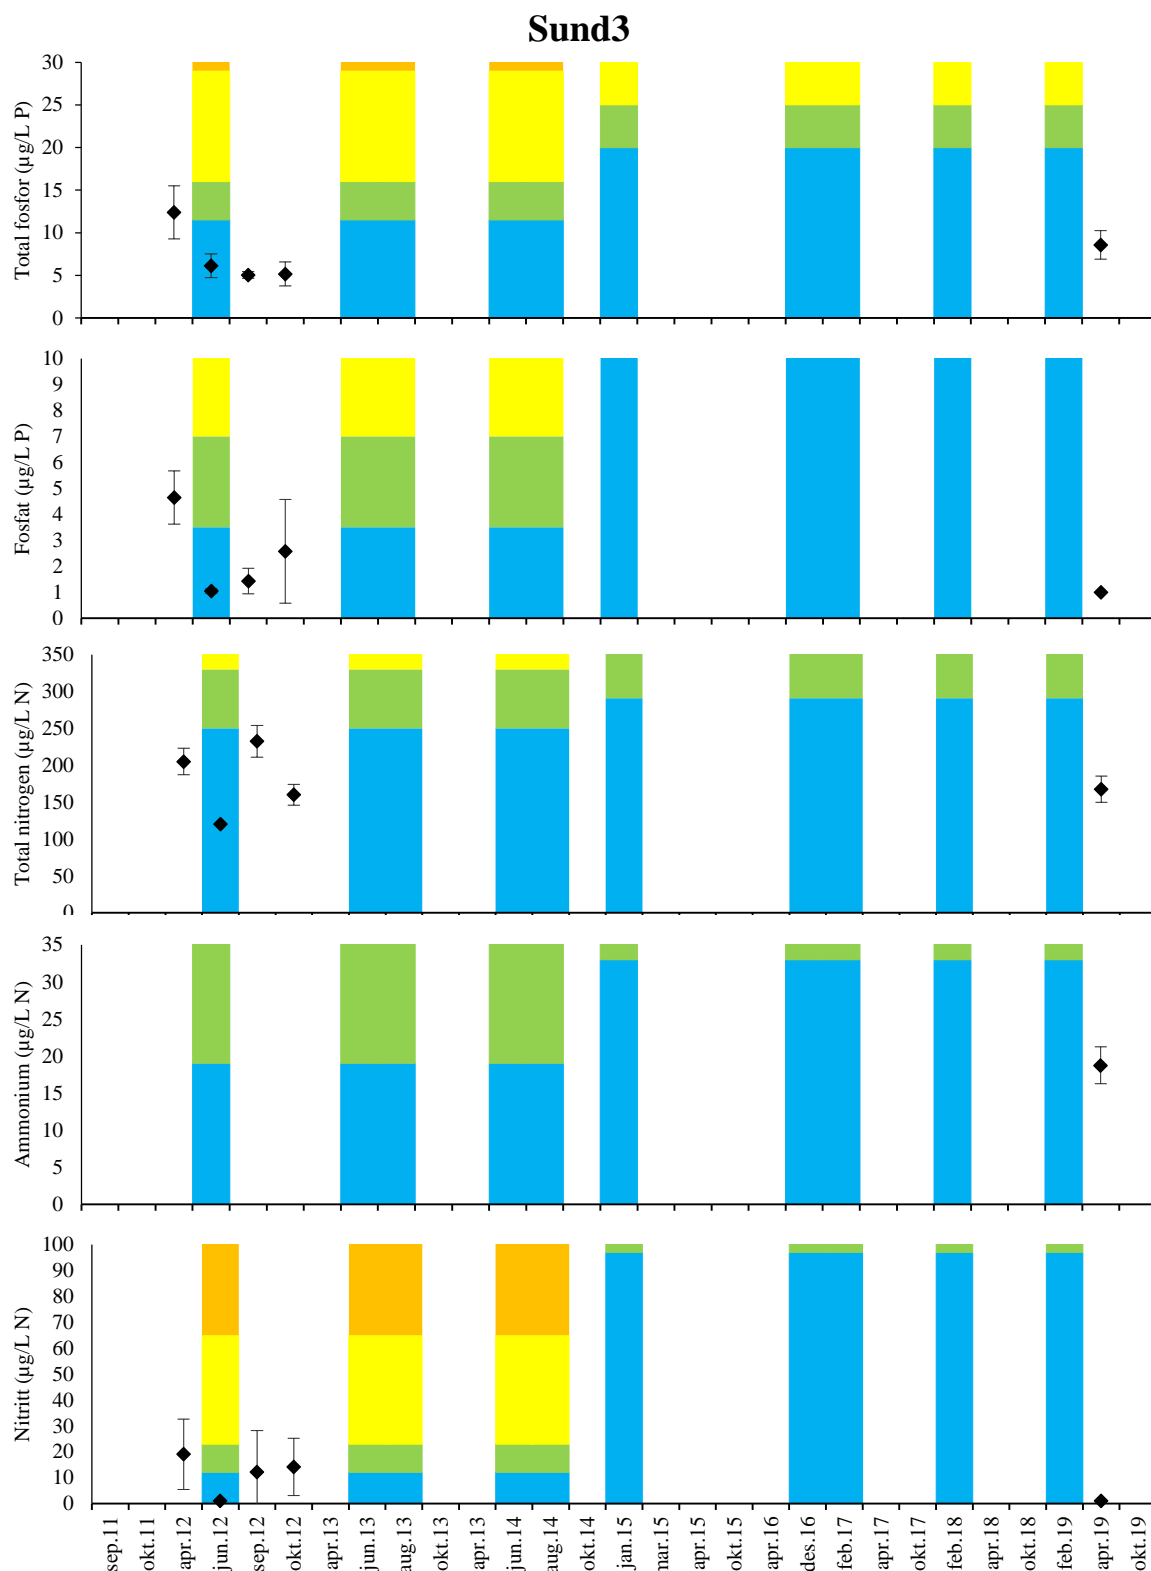 Sund3
Total fosfor (µg/L P)
30
25
20
15
10
5
0
Fosfat (µg/L P)
10
9
8
7
6
5
4
3
2
1
0
Total nitrogen (µg/L N)
350
300
250
200
150
100
50
0
Ammonium (µg/L N)
35
30
25
20
15
10
5
0
Nitritt (µg/L N)
100
90
80
70
60
50
40
30
20
10
0
sep.11
okt.11
apr.12
jun.12
sep.12
okt.12
apr.13
jun.13
aug.13
okt.13
apr.13
jun.14
aug.14
okt.14
jan.15
mar.15
apr.15
okt.15
apr.16
des.16
feb.17
apr.17
okt.17
feb.18
apr.18
okt.18
feb.19
apr.19
okt.19